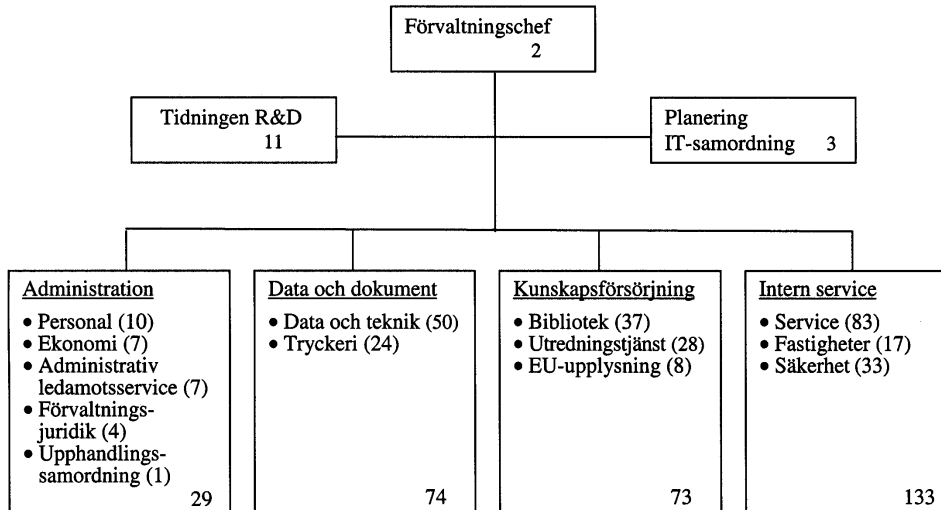 Förvaltningschef
2
Tidningen R&D
11
Planering
IT-samordning 3
Administration
• Personal (10)
• Ekonomi (7)
• Administrativ
ledamotsservice (7)
• Förvaltnings-
juridik (4)
• Upphandlings-
samordning (1)
29
Data och dokument
• Data och teknik (50)
• Tryckeri (24)
74
Kunskapsförsörjning
• Bibliotek (37)
• Utredningstjänst (28)
• EU-upplysning (8)
73
Intern service
• Service (83)
• Fastigheter (17)
• Säkerhet (33)
133